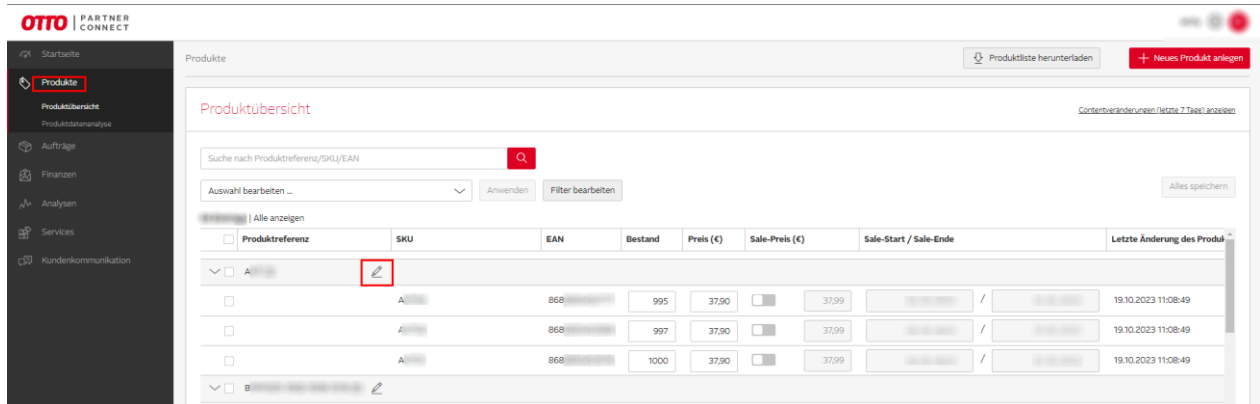 OTTO | PARTNER CONNECT
Startseite
Produkte
Produktübersicht
Produktdatenanalyse
Aufträge
Finanzen
Analysen
Services
Kundenkommunikation
Produkte
Produktliste herunterladen
Neues Produkt anlegen
Produktübersicht
Contentveränderungen (letzte 7 Tage) anzeigen
Suche nach Produktreferenz/SKU/EAN
Auswahl bearbeiten ...
Anwenden
Filter bearbeiten
Alles speichern
| Alle anzeigen
Produktreferenz SKU EAN Bestand Preis (€) Sale-Preis (€) Sale-Start / Sale-Ende Letzte Änderung des Produk
A
A 868 995 37,90 37,99 / 19.10.2023 11:08:49
A 868 997 37,90 37,99 / 19.10.2023 11:08:49
A 868 1000 37,90 37,99 / 19.10.2023 11:08:49
B